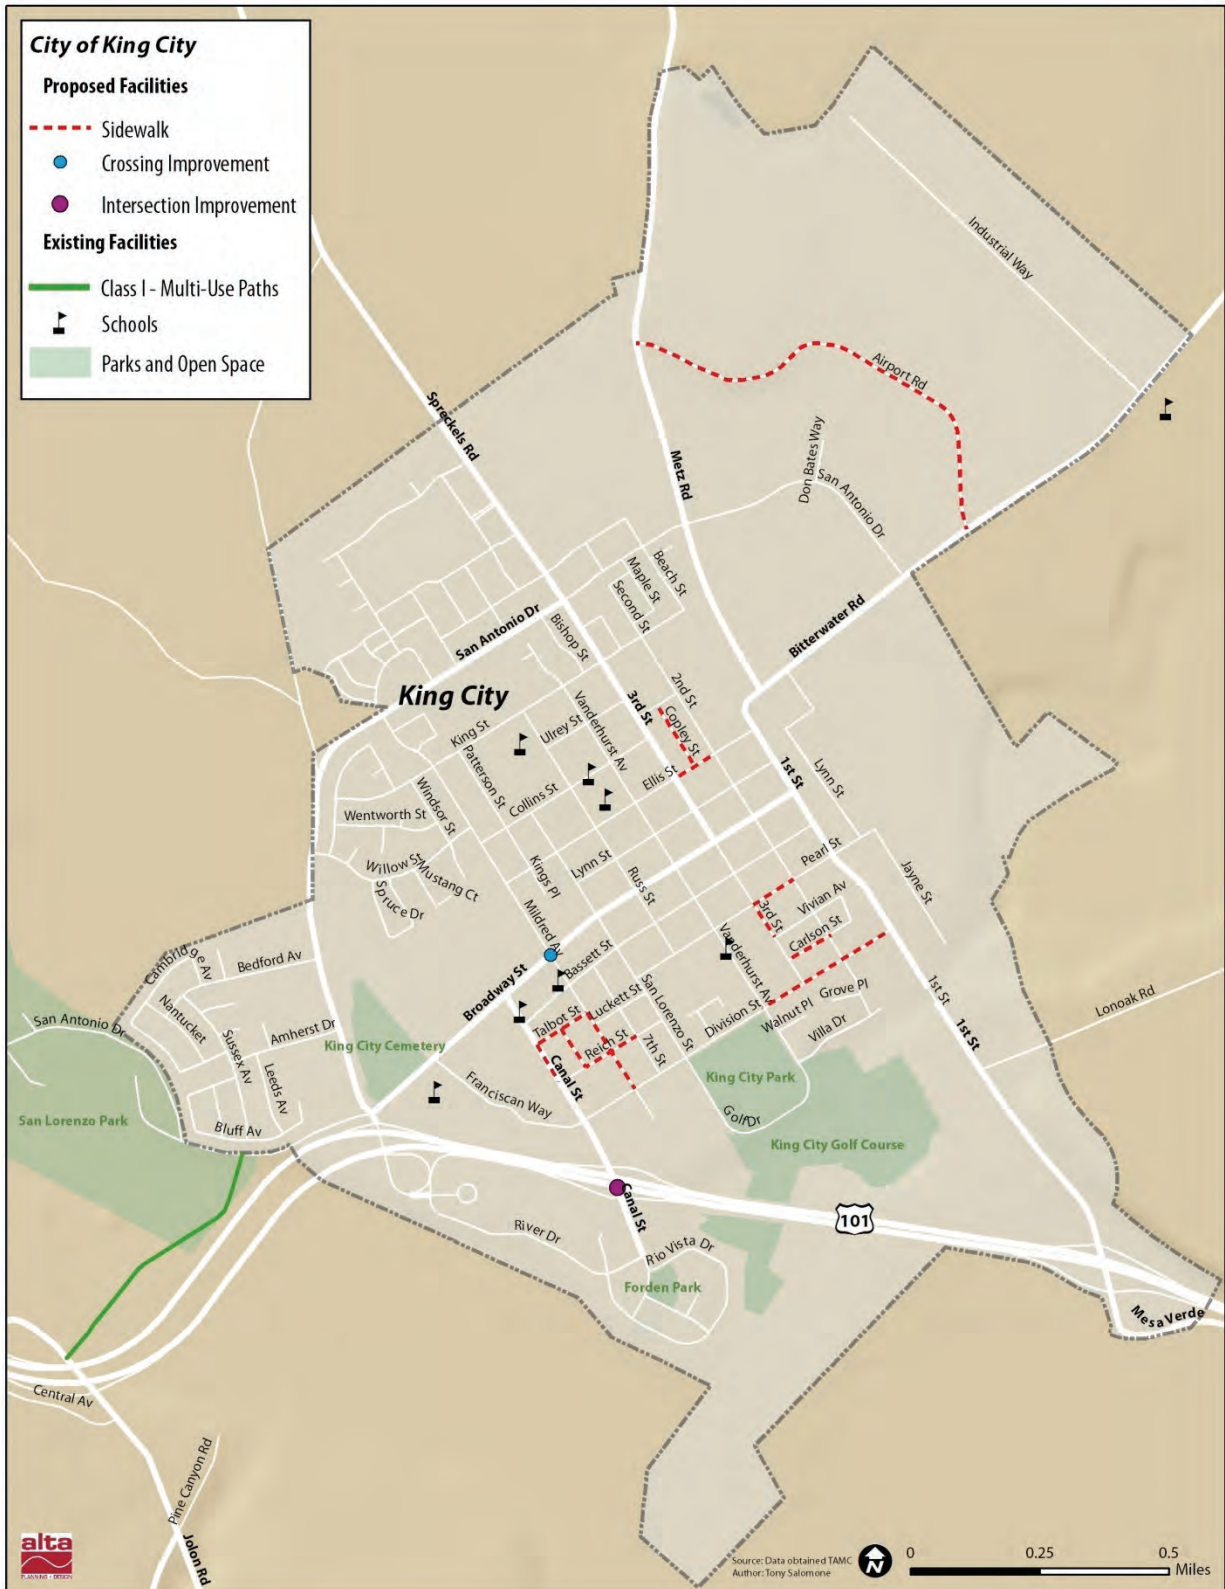 City of King City
Proposed Facilities
Sidewalk
Crossing Improvement
Intersection Improvement
Existing Facilities
Class I - Multi-Use Paths
Schools
Parks and Open Space
Industrial Way
Airport Rd
Spreckels Rd
Metz Rd
Don Bates Way
San Antonio Dr
Beach St
Maple St
Second St
San Antonio Dr
Bishop St
Bitterwater Rd
King City
2nd St
3rd St
Copley St
Vanderhurst Av
Ulrey St
King St
Patterson St
Ellis St
1st St
Lynn St
Collins St
Windsor St
Wentworth St
Willow St
Mustang Ct
Spruce Dr
Kings Pl
Lynn St
Russ St
Pearl St
Jayne St
Vivian Av
3rd St
Carlson St
Mildred Av
Bassett St
Vanderhurst Av
Cambridge Av
Bedford Av
Broadway St
San Lorenzo St
Luckett St
Talbot St
Division St
Walnut Pl
Grove Pl
Villa Dr
1st St
1st St
Lonoak Rd
Nantucket
San Antonio Dr
Sussex Av
Amherst Dr
King City Cemetery
Reich St
7th St
Canal St
Leeds Av
Franciscan Way
King City Park
Golf Dr
San Lorenzo Park
Bluff Av
King City Golf Course
Canal St
101
River Dr
Rio Vista Dr
Forden Park
Mesa Verde
Central Av
Pine Canyon Rd
Jolon Rd
alta
PLANNING + DESIGN
Source: Data obtained TAMC
Author: Tony Salomone
N
0 0.25 0.5
Miles